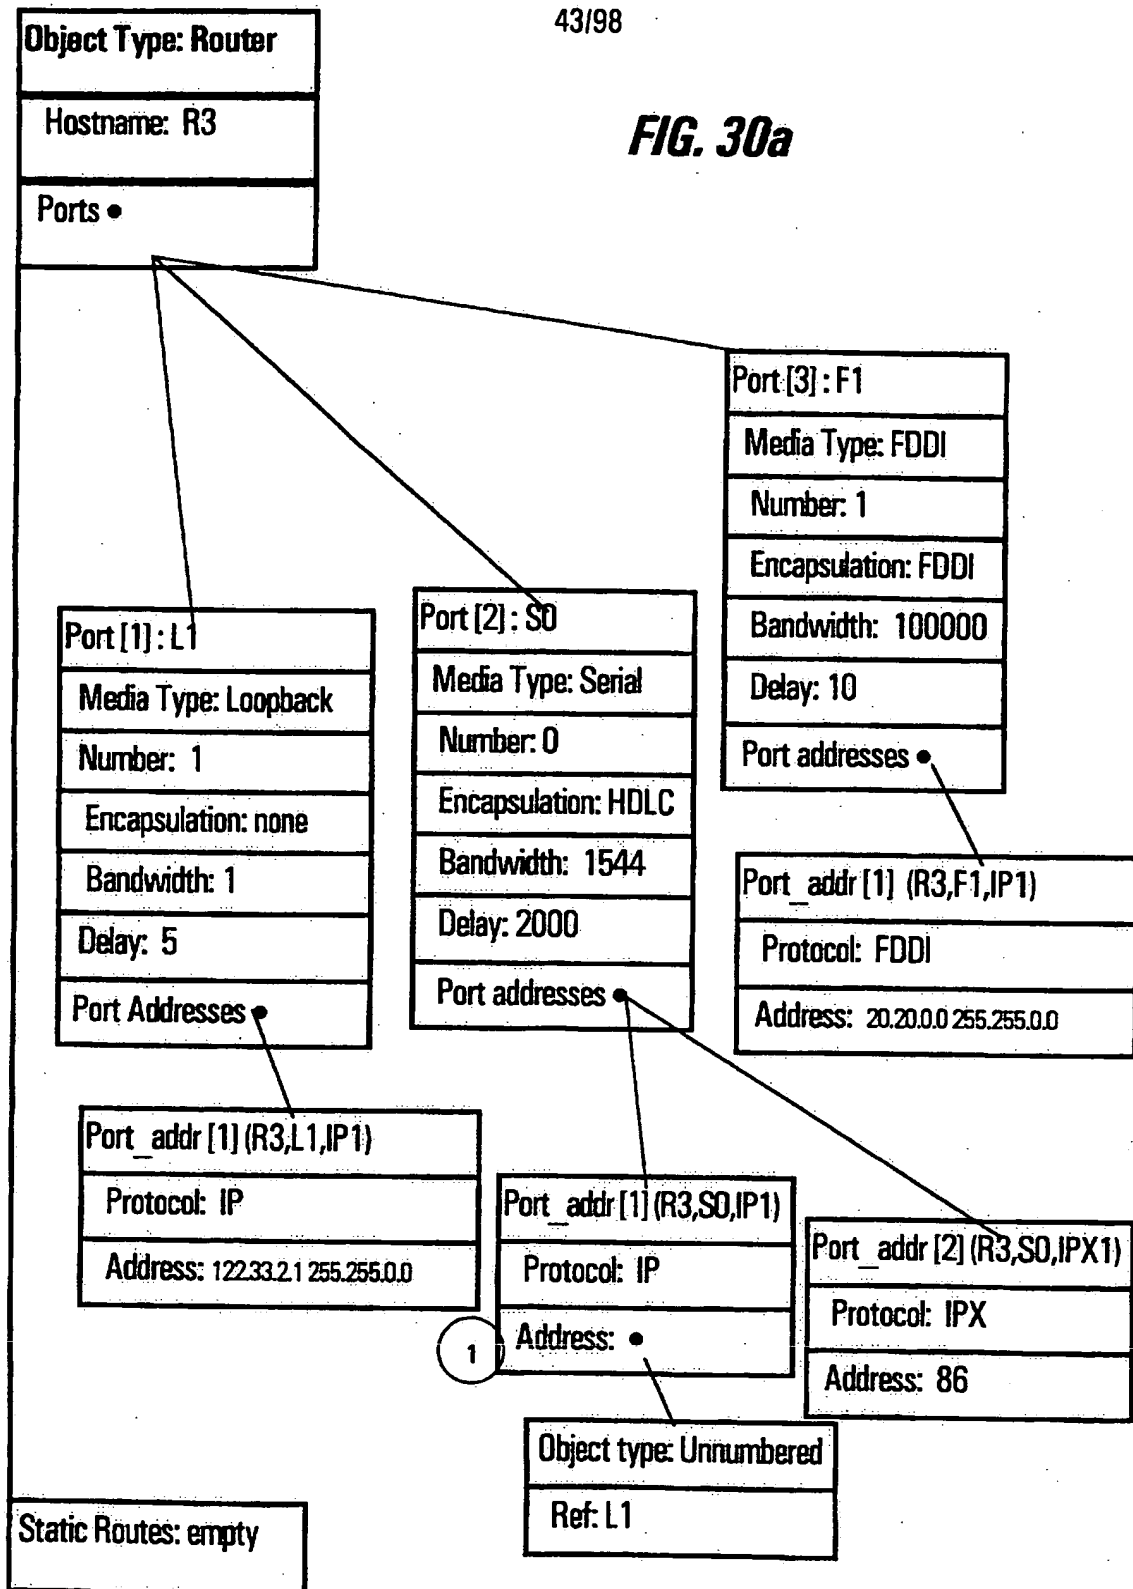 43/98
FIG. 30a
Object Type: Router
Hostname: R3
Ports
Port [3] : F1
Media Type: FDDI
Number: 1
Encapsulation: FDDI
Bandwidth: 100000
Delay: 10
Port addresses
Port [1] : L1
Media Type: Loopback
Number: 1
Encapsulation: none
Bandwidth: 1
Delay: 5
Port Addresses
Port [2] : S0
Media Type: Serial
Number: 0
Encapsulation: HDLC
Bandwidth: 1544
Delay: 2000
Port addresses
Port_addr [1] (R3,F1,IP1)
Protocol: FDDI
Address: 20.20.0.0 255.255.0.0
Port_addr [1] (R3,L1,IP1)
Protocol: IP
Address: 122.33.2.1 255.255.0.0
Port_addr [1] (R3,S0,IP1)
Protocol: IP
Address:
1
Port_addr [2] (R3,S0,IPX1)
Protocol: IPX
Address: 86
Object type: Unnumbered
Ref: L1
Static Routes: empty